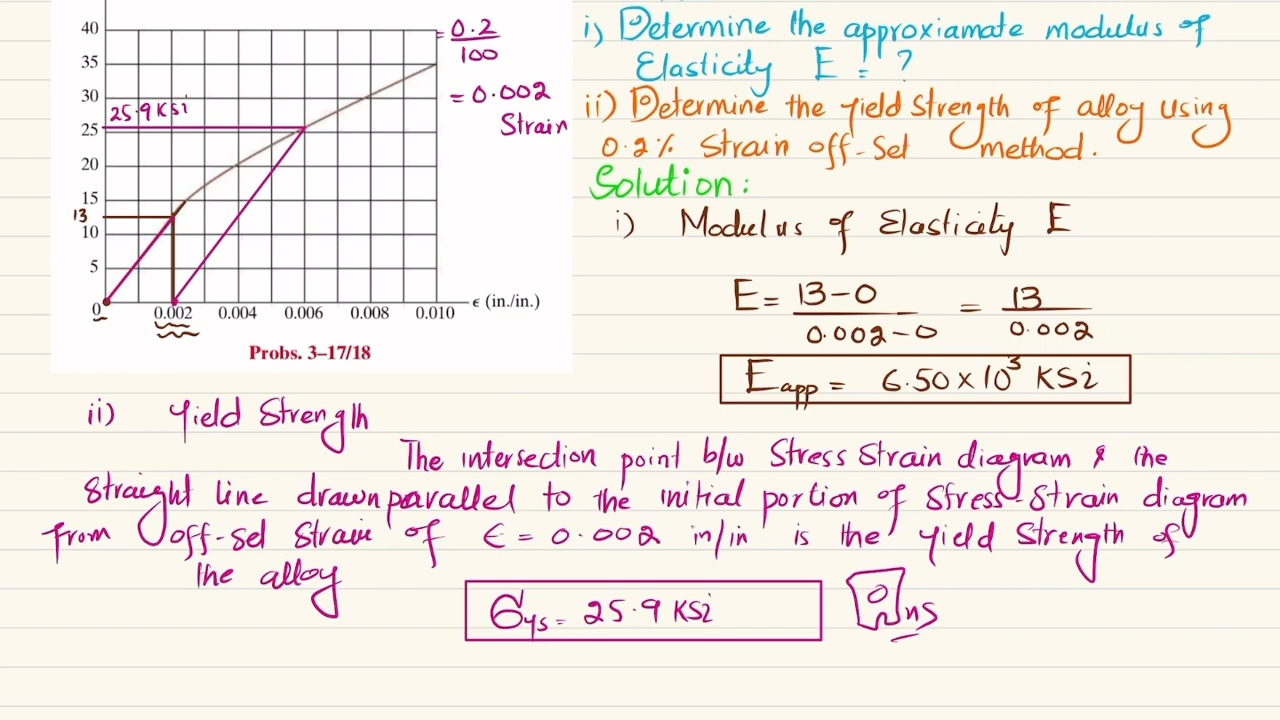 40
35
30
25
20
15
10
5
0
25.9 KSi
13
0.002
0.004
0.006
0.008
0.010
ϵ (in./in.)
Probs. 3–17/18
= 0.2
100
= 0.002
Strain
i) Determine the approxiamate modulus of
Elasticity E = ?
ii) Determine the yield Strength of alloy using
0.2% Strain off-Set method.
Solution:
i) Modulus of Elasticity E
E = 13-0 = 13
0.002-0 0.002
Eapp = 6.50×10³ KSi
ii) Yield Strength
The intersection point b/w Stress Strain diagram & the
Straight line drawn parallel to the initial portion of Stress-Strain diagram
from off-set Strain of ϵ = 0.002 in/in is the yield Strength of
the alloy
σys = 25.9 KSi
Ans